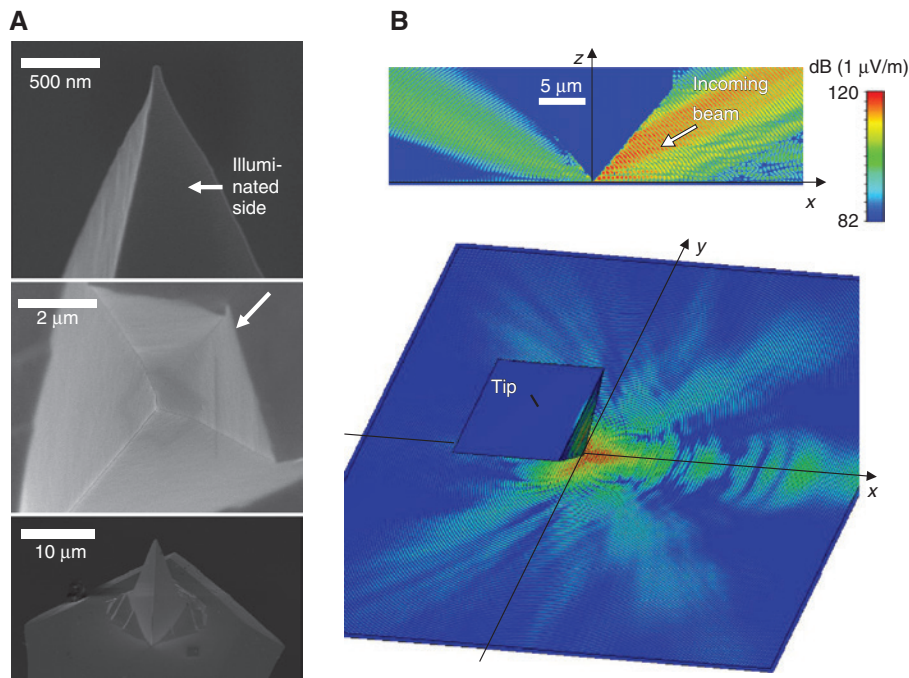 A
500 nm
Illumi-
nated
side
2 μm
10 μm
B
z
dB (1 μV/m)
5 μm
Incoming
beam
120
82
x
y
Tip
x